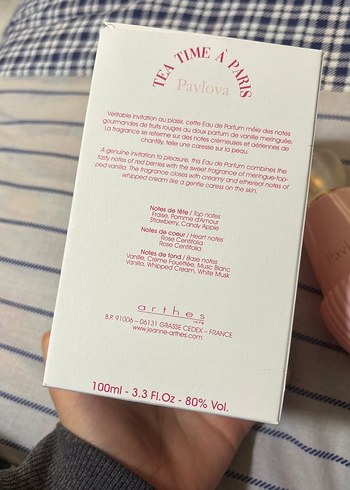 TEA TIME À PARIS
Pavlova
Véritable invitation au plaisir, cette Eau de Parfum mêle des notes
gourmandes de fruits rouges au doux parfum de vanille meringuée.
La fragrance se referme sur des notes crémeuses et aériennes de
chantilly, telle une caresse sur la peau.
A genuine invitation to pleasure, this Eau de Parfum combines the
tasty notes of red berries with the sweet fragrance of meringue-top-
ped vanilla. The fragrance closes with creamy and ethereal notes of
whipped cream like a gentle caress on the skin.
Notes de tête / Top notes
Fraise, Pomme d'Amour
Strawberry, Candy Apple
Notes de coeur / Heart notes
Rose Centifolia
Rose Centifolia
Notes de fond / Base notes
Vanille, Crème Fouettée, Musc Blanc
Vanilla, Whipped Cream, White Musk
arthes
B.P. 91006 – 06131 GRASSE CEDEX – FRANCE
www.jeanne-arthes.com
100ml - 3.3 Fl.Oz - 80% Vol.